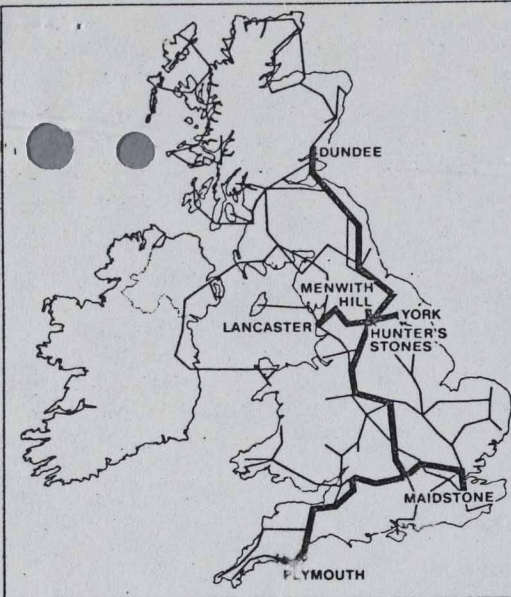 DUNDEE
MENWITH
HILL
YORK
LANCASTER
HUNTER'S
STONES
MAIDSTONE
PLYMOUTH